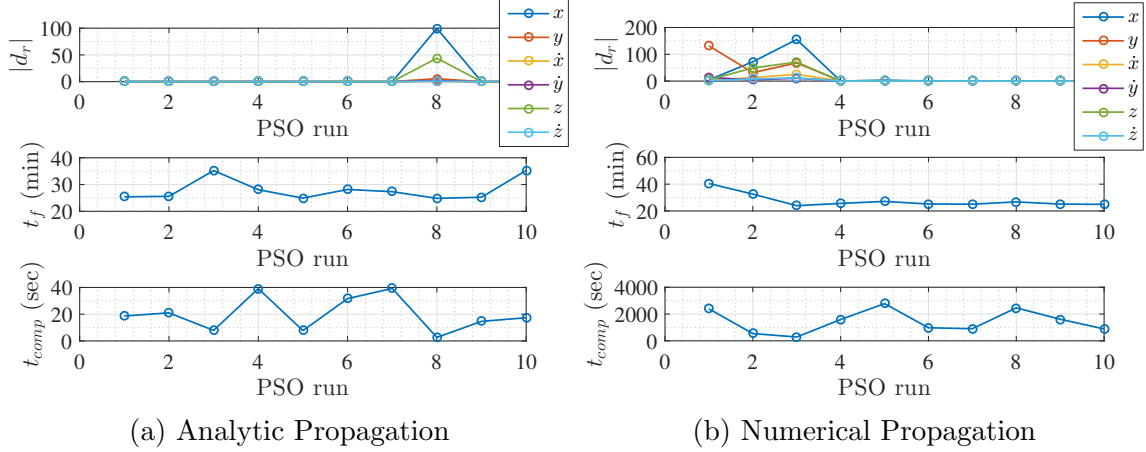 |d_r|
100
50
0
0
2
4
6
PSO run
x
y
ẋ
ẏ
z
ż
t_f (min)
40
30
20
0
2
4
6
8
10
PSO run
t_comp (sec)
40
20
0
0
2
4
6
8
10
PSO run
(a) Analytic Propagation
|d_r|
200
100
0
0
2
4
6
8
PSO run
x
y
ẋ
ẏ
z
ż
t_f (min)
60
40
20
0
2
4
6
8
10
PSO run
t_comp (sec)
4000
2000
0
0
2
4
6
8
10
PSO run
(b) Numerical Propagation